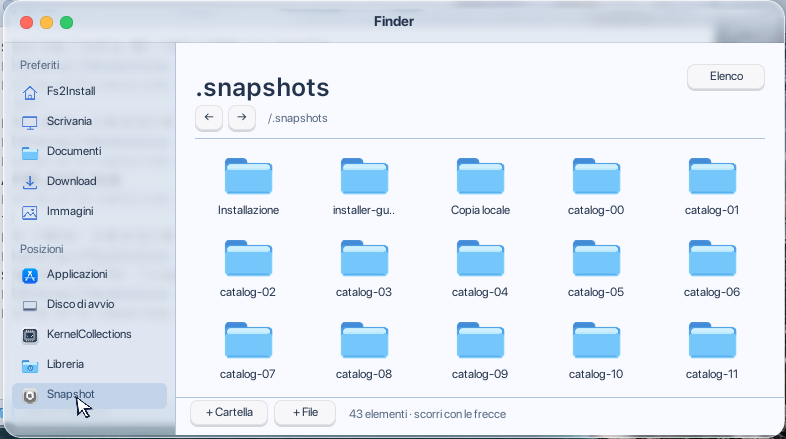 Finder
Preferiti
Fs2Install
Scrivania
Documenti
Download
Immagini
Posizioni
Applicazioni
Disco di avvio
KernelCollections
Libreria
Snapshot
.snapshots
Elenco
← → /.snapshots
Installazione installer-gu.. Copia locale catalog-00 catalog-01
catalog-02 catalog-03 catalog-04 catalog-05 catalog-06
catalog-07 catalog-08 catalog-09 catalog-10 catalog-11
+ Cartella + File 43 elementi · scorri con le frecce